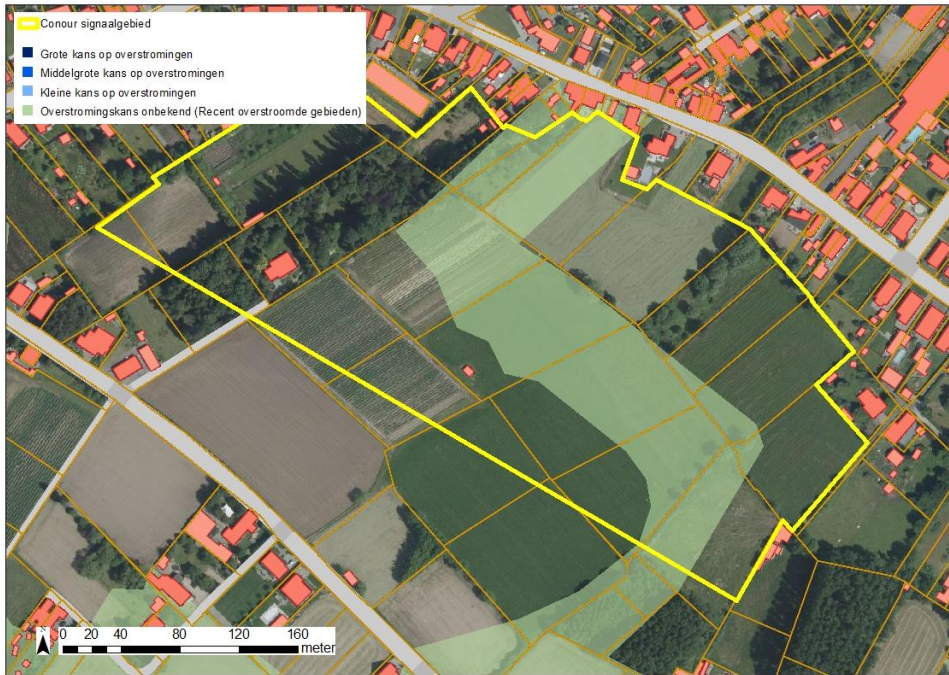 Conour signaalgebied
Grote kans op overstromingen
Middelgrote kans op overstromingen
Kleine kans op overstromingen
Overstromingskans onbekend (Recent overstroomde gebieden)
N
0 20 40 80 120 160
meter